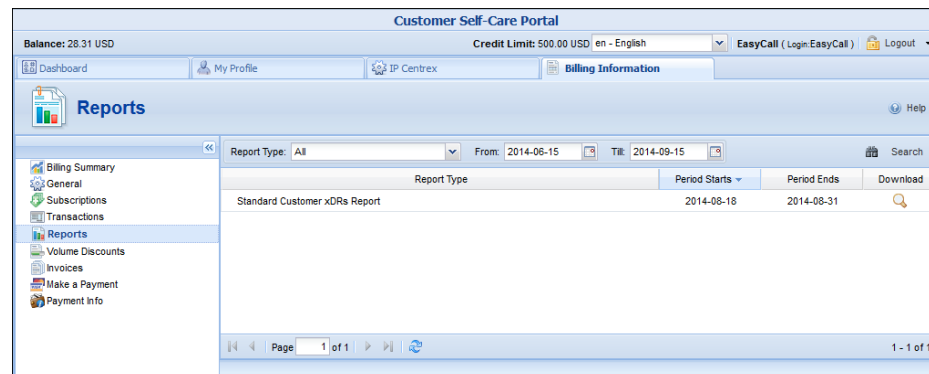 Customer Self-Care Portal
Balance: 28.31 USD Credit Limit: 500.00 USD en - English EasyCall ( Login:EasyCall ) Logout
Dashboard My Profile IP Centrex Billing Information
Reports Help
Report Type: All From: 2014-06-15 Till: 2014-09-15 Search
Billing Summary
General
Subscriptions
Transactions
Reports
Volume Discounts
Invoices
Make a Payment
Payment Info
Report Type Period Starts Period Ends Download
Standard Customer xDRs Report 2014-08-18 2014-08-31
Page 1 of 1 1 - 1 of 1